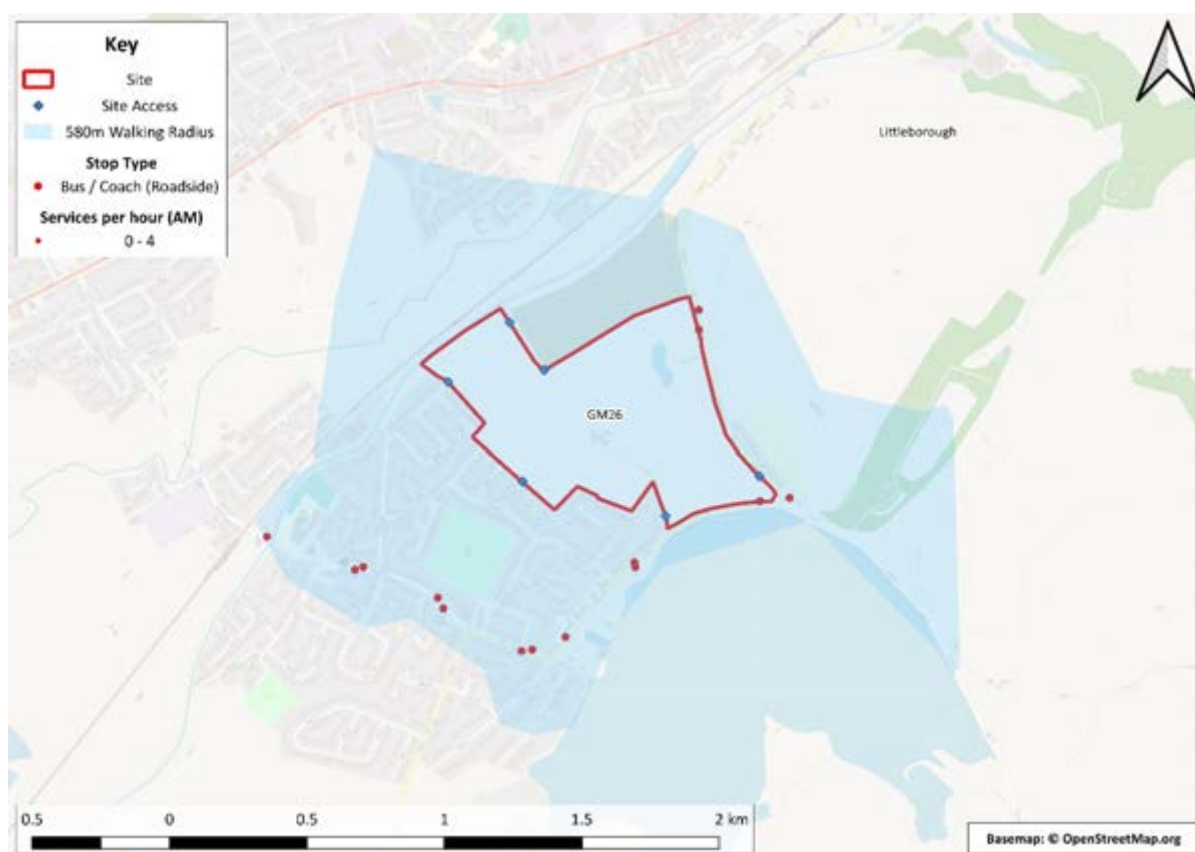 Key
Site
Site Access
580m Walking Radius
Stop Type
Bus / Coach (Roadside)
Services per hour (AM)
0 - 4
Littleborough
GM26
0.5 0 0.5 1 1.5 2 km
Basemap: © OpenStreetMap.org